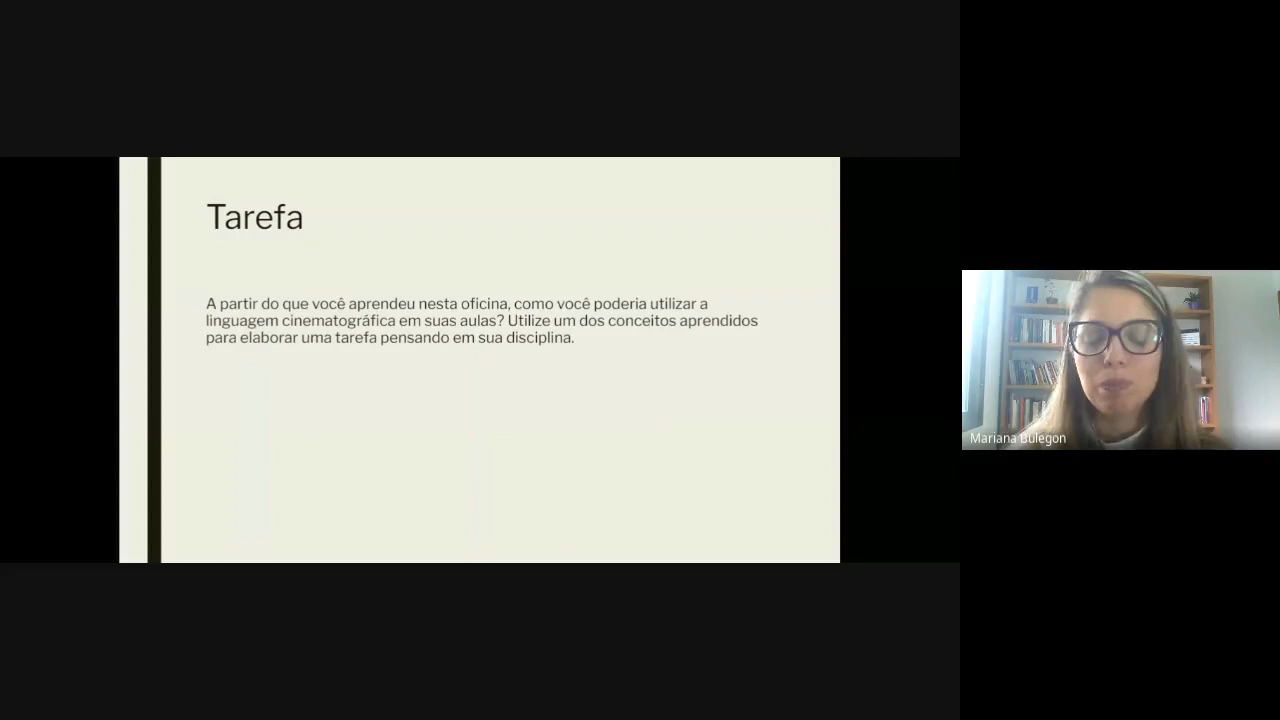 Tarefa
A partir do que você aprendeu nesta oficina, como você poderia utilizar a
linguagem cinematográfica em suas aulas? Utilize um dos conceitos aprendidos
para elaborar uma tarefa pensando em sua disciplina.
Mariana Bulegon